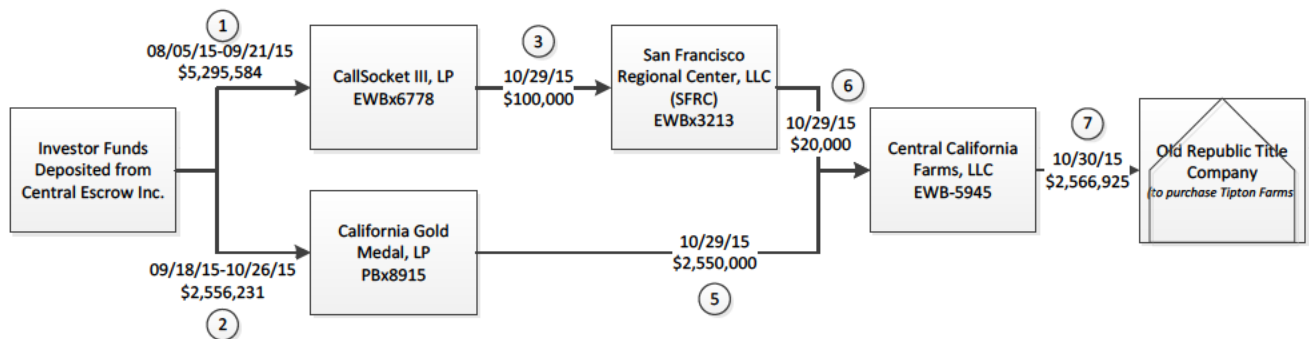 1
08/05/15-09/21/15
$5,295,584
Investor Funds
Deposited from
Central Escrow Inc.
09/18/15-10/26/15
$2,556,231
2
CallSocket III, LP
EWBx6778
3
10/29/15
$100,000
San Francisco
Regional Center, LLC
(SFRC)
EWBx3213
California Gold
Medal, LP
PBx8915
10/29/15
$2,550,000
5
6
10/29/15
$20,000
Central California
Farms, LLC
EWB-5945
7
10/30/15
$2,566,925
Old Republic Title
Company
(to purchase Tipton Farms